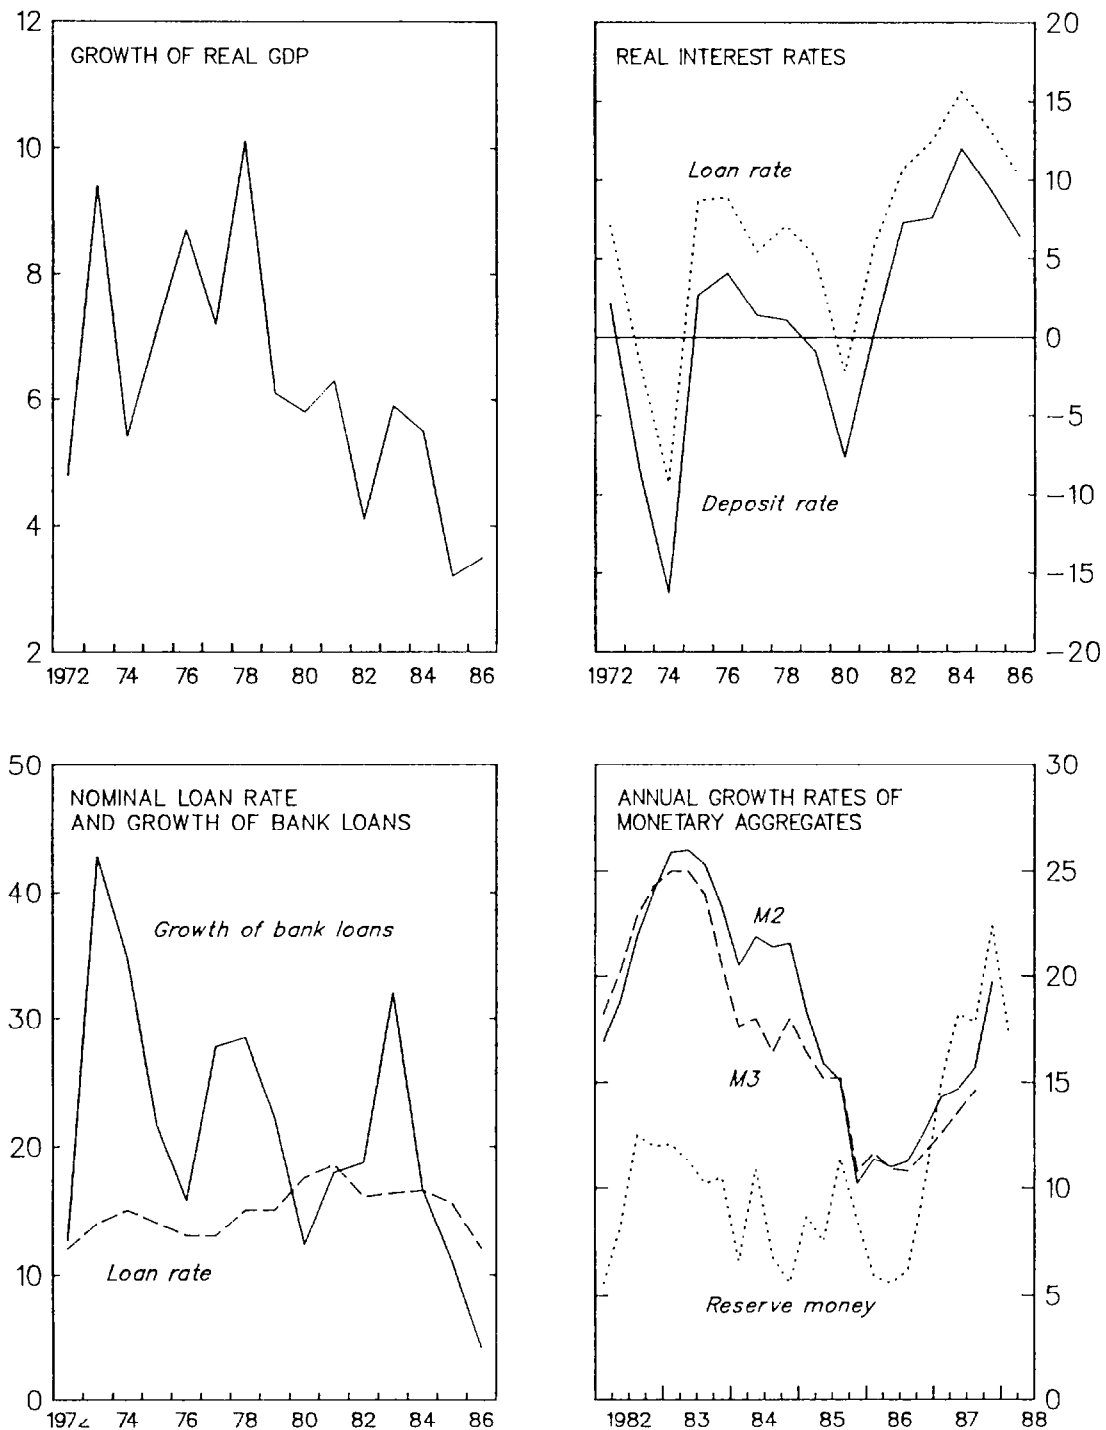 GROWTH OF REAL GDP
12
10
8
6
4
2
1972 74 76 78 80 82 84 86
REAL INTEREST RATES
Loan rate
Deposit rate
20
15
10
5
0
−5
−10
−15
−20
1972 74 76 78 80 82 84 86
NOMINAL LOAN RATE
AND GROWTH OF BANK LOANS
Growth of bank loans
Loan rate
50
40
30
20
10
0
1972 74 76 78 80 82 84 86
ANNUAL GROWTH RATES OF
MONETARY AGGREGATES
M2
M3
Reserve money
30
25
20
15
10
5
0
1982 83 84 85 86 87 88